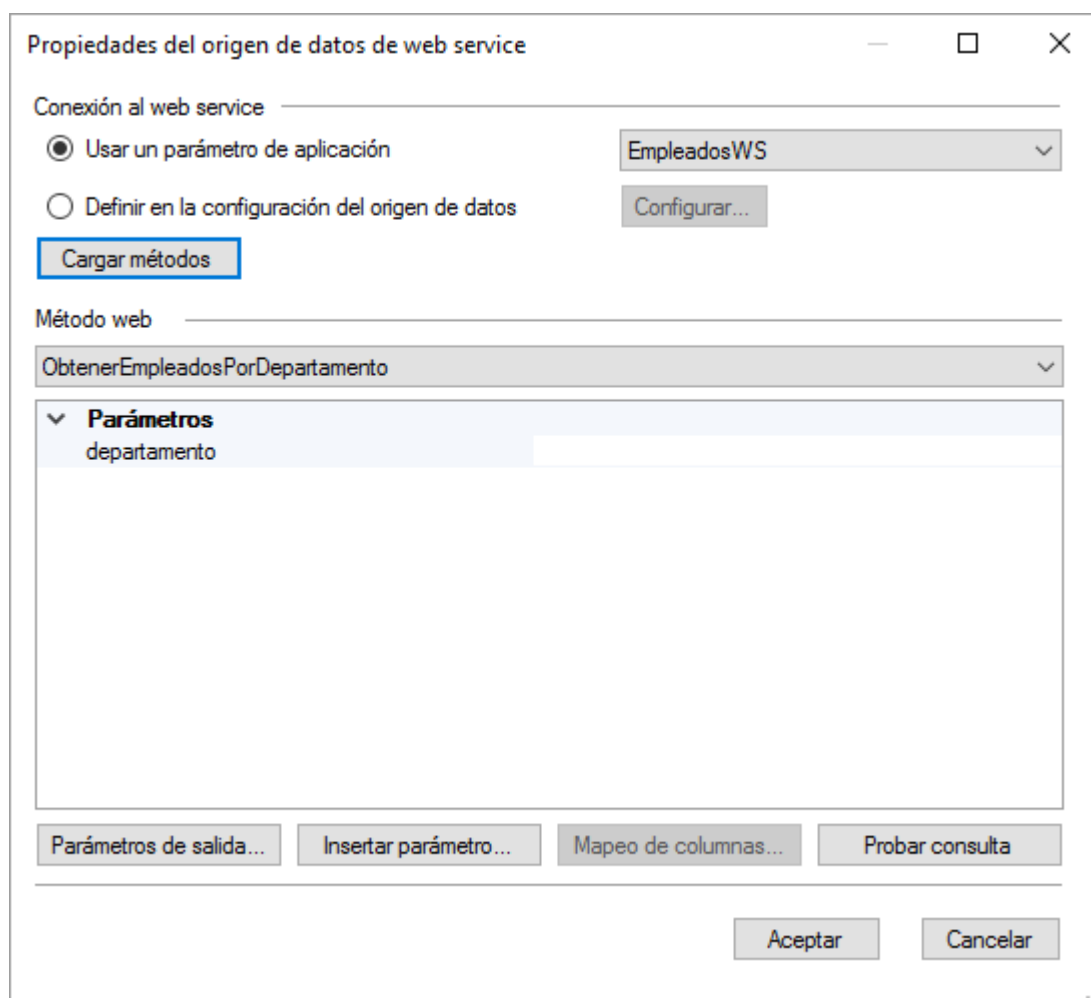 Propiedades del origen de datos de web service
Conexión al web service
Usar un parámetro de aplicación
EmpleadosWS
Definir en la configuración del origen de datos
Configurar...
Cargar métodos
Método web
ObtenerEmpleadosPorDepartamento
Parámetros
departamento
Parámetros de salida...
Insertar parámetro...
Mapeo de columnas...
Probar consulta
Aceptar
Cancelar